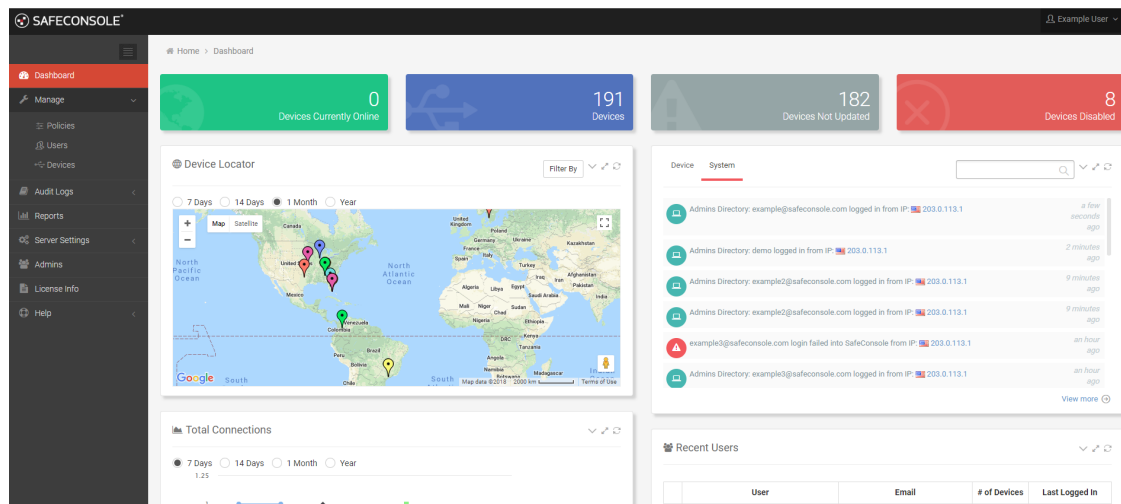 SAFECONSOLE®
Example User
Home > Dashboard
Dashboard
Manage
Policies
Users
Devices
Audit Logs
Reports
Server Settings
Admins
License Info
Help
0
Devices Currently Online
191
Devices
182
Devices Not Updated
8
Devices Disabled
Device Locator
Filter By
7 Days 14 Days 1 Month Year
+
Map Satellite
−
Canada
United Kingdom
Poland
Germany Ukraine
Kazakhstan
France
Italy
Spain
Turkey
North Pacific Ocean
United
North Atlantic Ocean
Iraq Iran Afghanistan
Pakistan
Algeria Libya Egypt
Saudi Arabia
India
Mexico
Mali Niger Sudan
Chad
Nigeria Ethiopia
Venezuela
Colombia
DRC Kenya
Tanzania
Peru
Brazil
Angola
Bolivia
Namibia
Botswana Madagascar
Chile
Google
South
South
Map data ©2018 2000 km Terms of Use
Device System
Admins Directory: example@safeconsole.com logged in from IP: 203.0.113.1
a few seconds ago
Admins Directory: demo logged in from IP: 203.0.113.1
2 minutes ago
Admins Directory: example2@safeconsole.com logged in from IP: 203.0.113.1
9 minutes ago
Admins Directory: example2@safeconsole.com logged in from IP: 203.0.113.1
9 minutes ago
example3@safeconsole.com login failed into SafeConsole from IP: 203.0.113.1
an hour ago
Admins Directory: example3@safeconsole.com logged in from IP: 203.0.113.1
an hour ago
View more
Total Connections
7 Days 14 Days 1 Month Year
1.25
Recent Users
User Email # of Devices Last Logged In